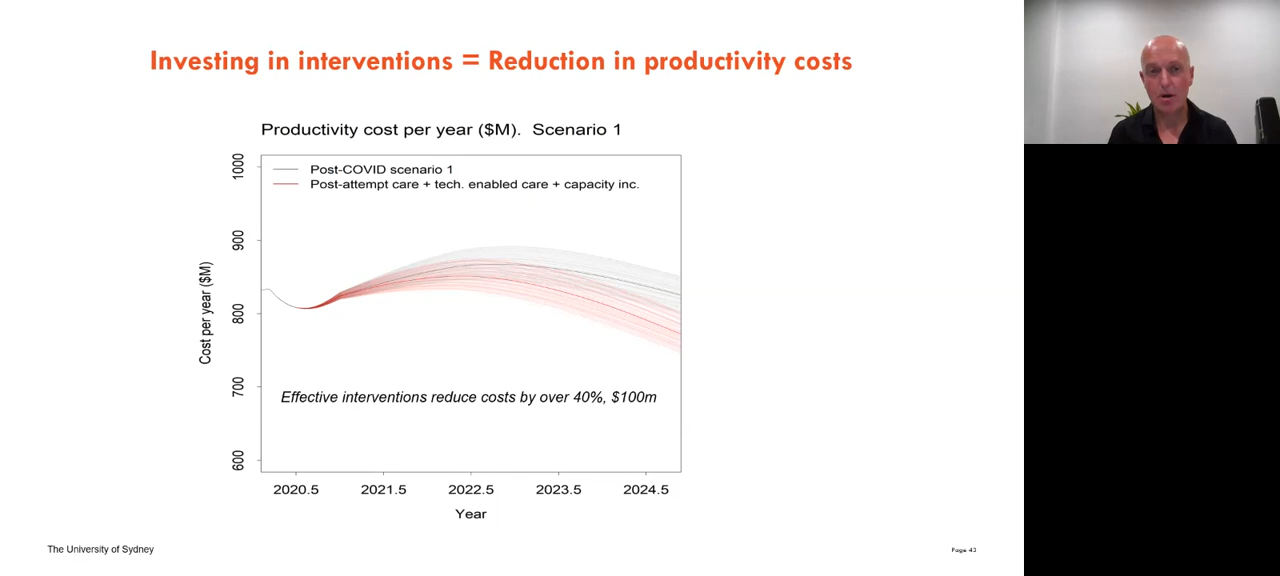 Investing in interventions = Reduction in productivity costs
Productivity cost per year ($M). Scenario 1
Post-COVID scenario 1
Post-attempt care + tech. enabled care + capacity inc.
Cost per year ($M)
1000
900
800
700
600
Effective interventions reduce costs by over 40%, $100m
2020.5 2021.5 2022.5 2023.5 2024.5
Year
The University of Sydney
Page 43